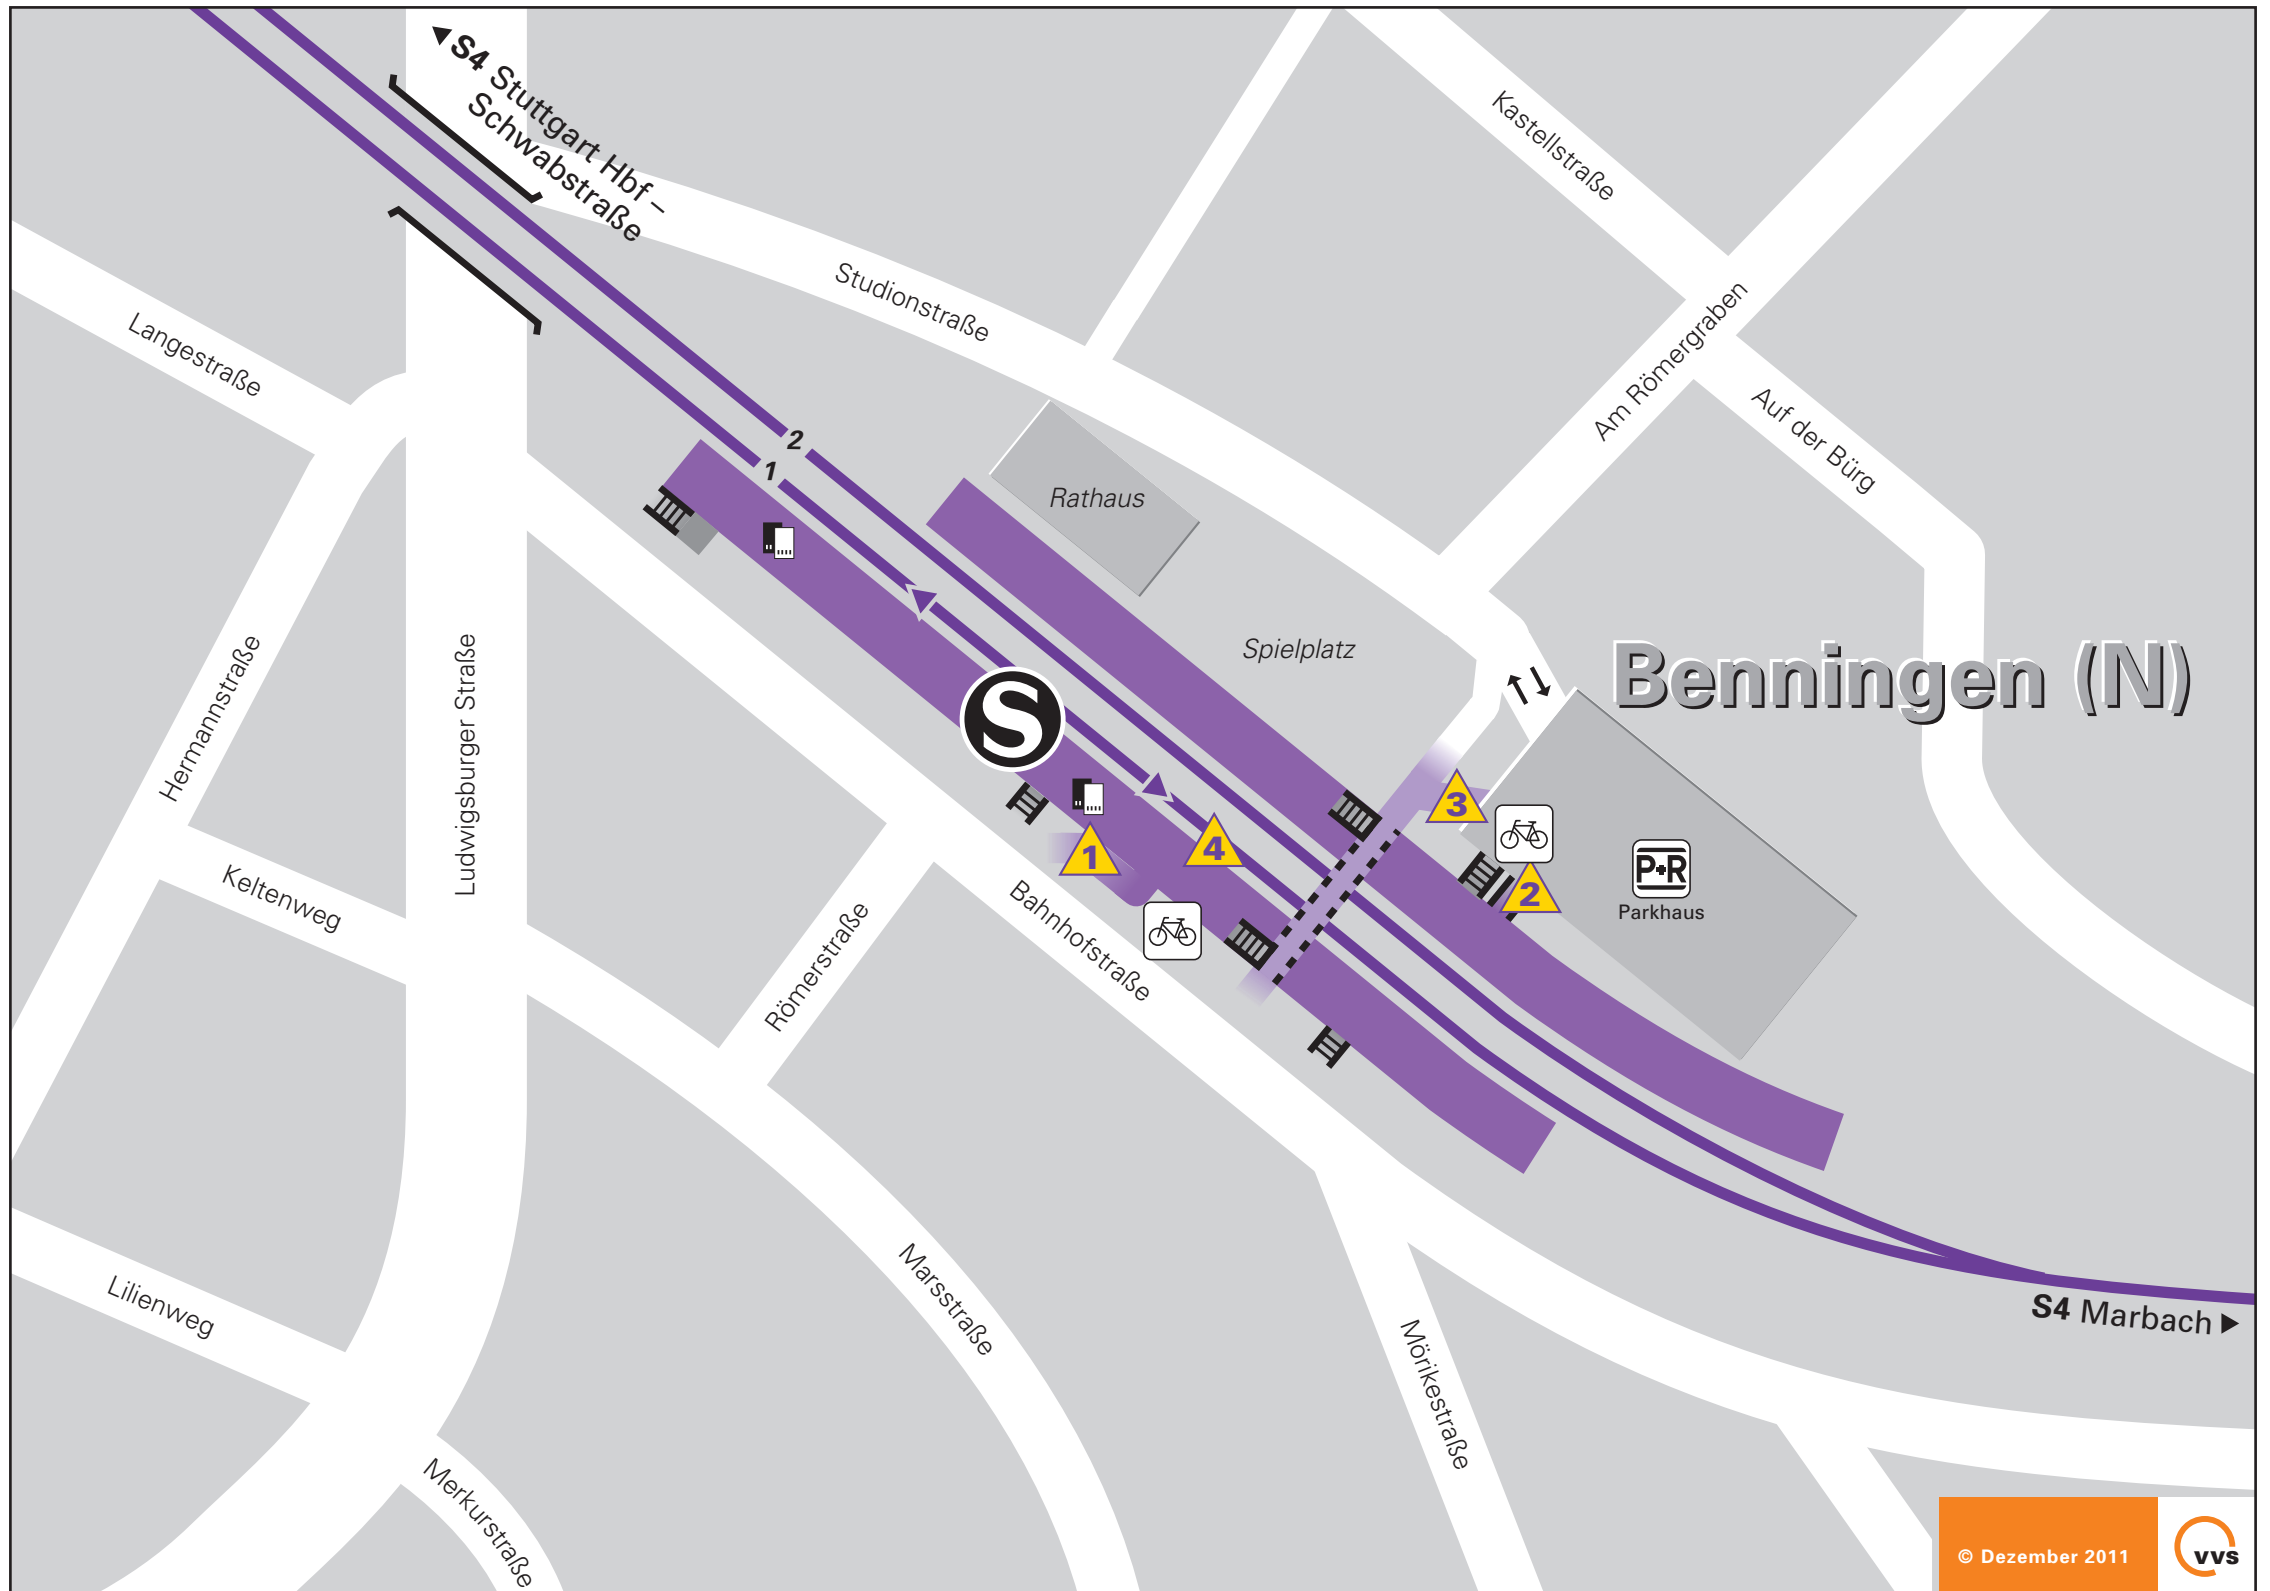 S4 Stuttgart Hbf –
Schwabstraße
Kastellstraße
Studionstraße
Langestraße
Am Römergraben
Auf der Bürg
2
1
Rathaus
Spielplatz
Benningen (N)
Hermannstraße
Ludwigsburger Straße
S
3
1
4
2
P+R
Parkhaus
Keltenweg
Römerstraße
Bahnhofstraße
Lilienweg
Marsstraße
Mörikestraße
S4 Marbach
Merkurstraße
© Dezember 2011
vvs